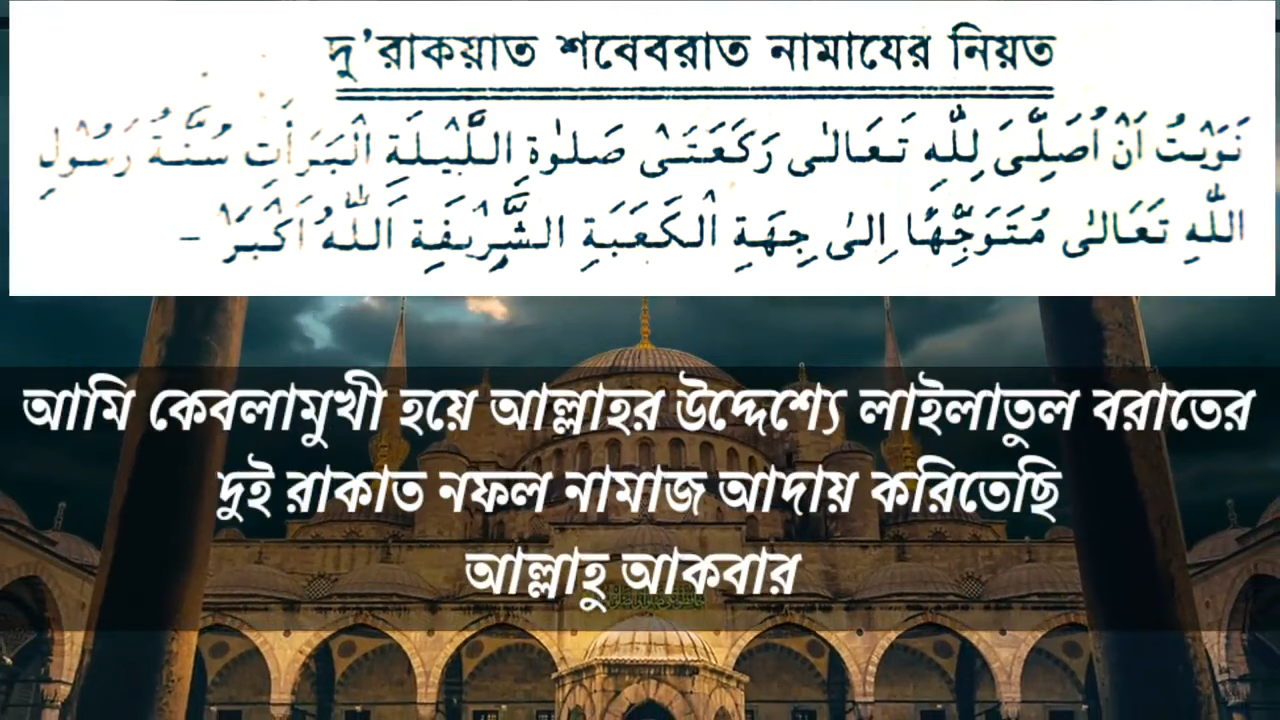 দু'রাকয়াত শবেবরাত নামাযের নিয়ত
نَوَيْتُ اَنْ اُصَلِّىَ لِلّٰهِ تَعَالٰى رَكَعَتَىْ صَلٰوةِ اللَّيْلَةِ الْبَرَأَتِ سُنَّةُ رَسُوْلِ
اللّٰهِ تَعَالٰى مُتَوَجِّهًا اِلىٰ جِهَةِ الْكَعَبَةِ الشَّرِيْفَةِ اَللّٰهُ اَكْبَرْ –
আমি কেবলামুখী হয়ে আল্লাহর উদ্দেশ্যে লাইলাতুল বরাতের
দুই রাকাত নফল নামাজ আদায় করিতেছি
আল্লাহু আকবার